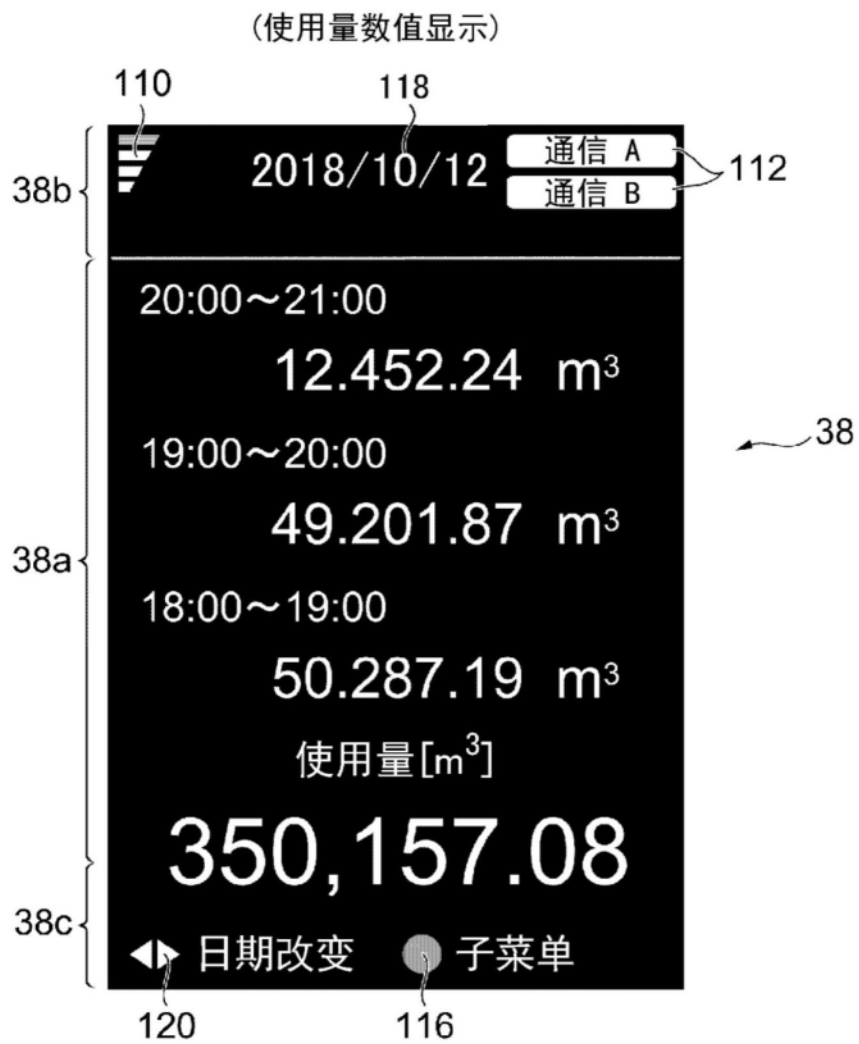 (使用量数值显示)
110
118
38b
2018/10/12
通信 A
通信 B
112
20:00～21:00
12.452.24 m³
38
19:00～20:00
49.201.87 m³
38a
18:00～19:00
50.287.19 m³
使用量[m³]
350,157.08
38c
日期改变
子菜单
120
116